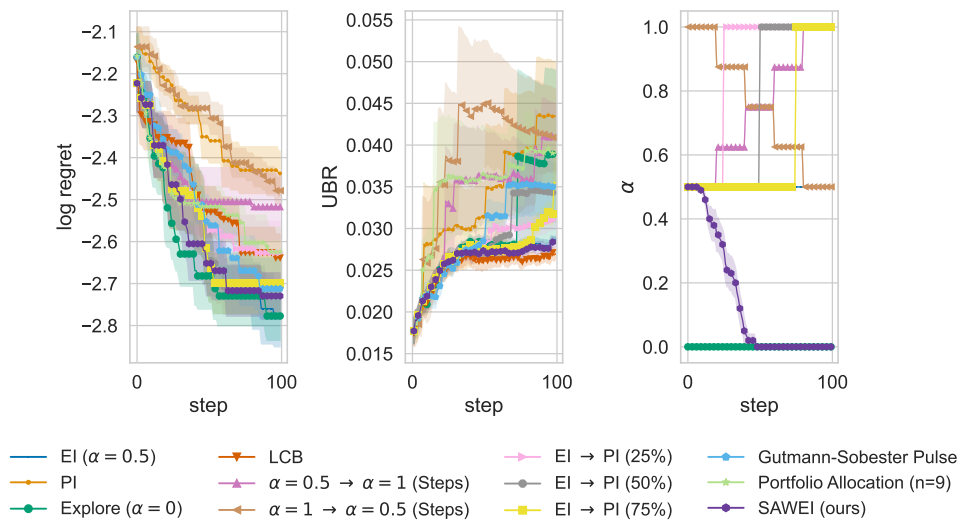 −2.1
−2.2
−2.3
−2.4
−2.5
−2.6
−2.7
−2.8
log regret
0
100
step
0.055
0.050
0.045
0.040
0.035
0.030
0.025
0.020
0.015
UBR
0
100
step
1.0
0.8
0.6
0.4
0.2
0.0
α
0
100
step
EI (α = 0.5)
PI
Explore (α = 0)
LCB
α = 0.5 → α = 1 (Steps)
α = 1 → α = 0.5 (Steps)
EI → PI (25%)
EI → PI (50%)
EI → PI (75%)
Gutmann-Sobester Pulse
Portfolio Allocation (n=9)
SAWEI (ours)